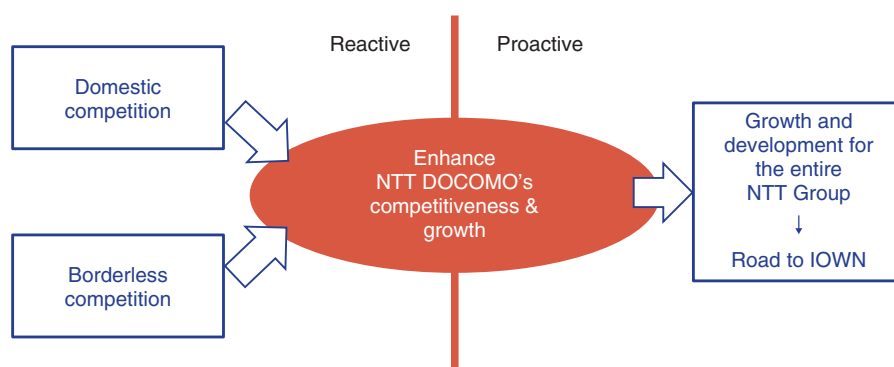 Reactive
Proactive
Domestic
competition
Borderless
competition
Enhance
NTT DOCOMO's
competitiveness &
growth
Growth and
development for
the entire
NTT Group
↓
Road to IOWN